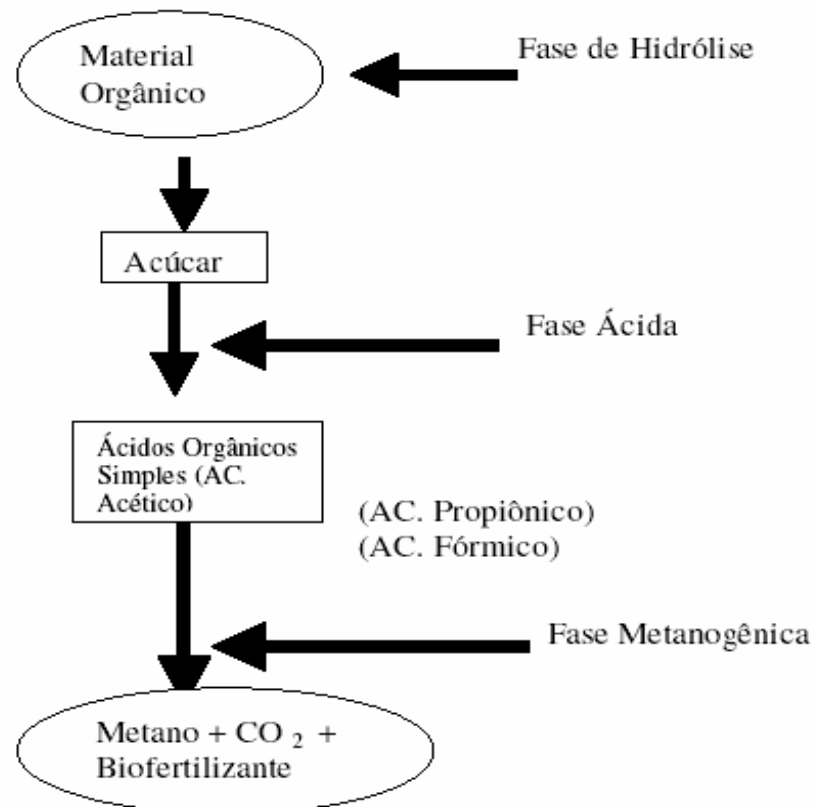 Material
Orgânico
Fase de Hidrólise
Acúcar
Fase Ácida
Ácidos Orgânicos
Simples (AC.
Acético)
(AC. Propiônico)
(AC. Fórmico)
Fase Metanogênica
Metano + CO ₂ +
Biofertilizante